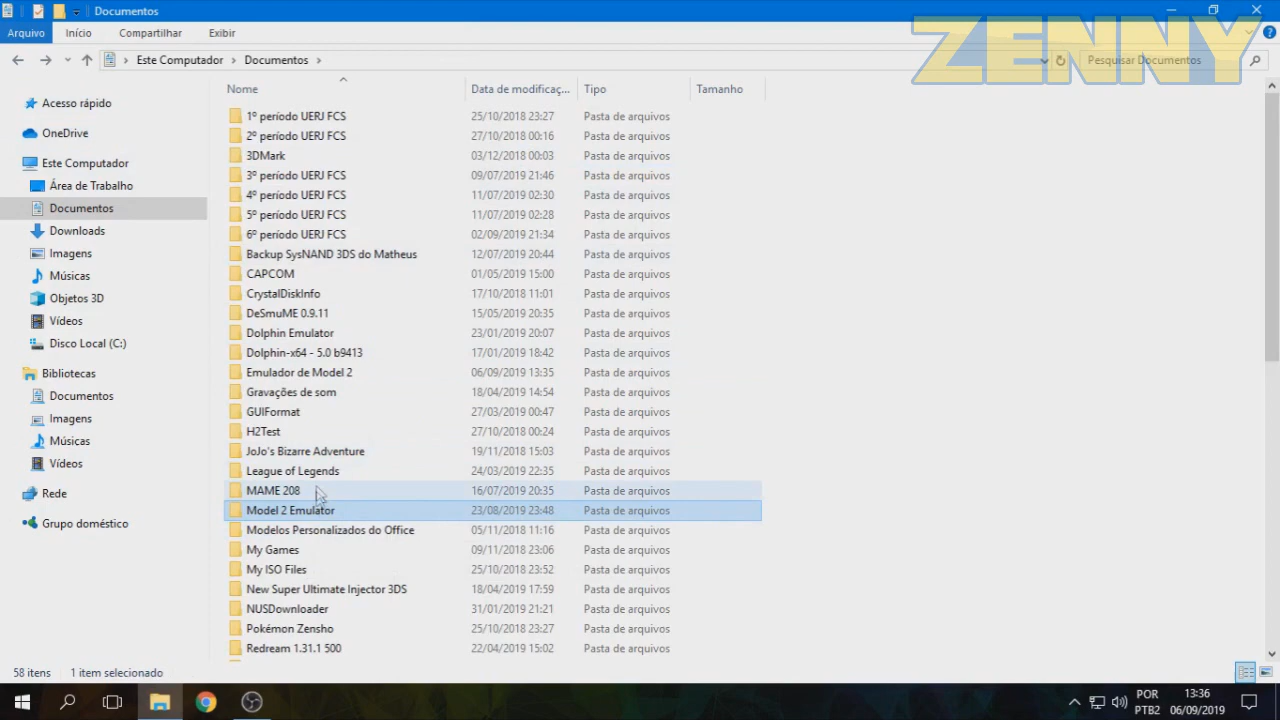 Documentos
ZENNY
Arquivo Início Compartilhar Exibir
Este Computador Documentos Pesquisar Documentos
Nome Data de modificaç... Tipo Tamanho
Acesso rápido
OneDrive
Este Computador
Área de Trabalho
Documentos
Downloads
Imagens
Músicas
Objetos 3D
Vídeos
Disco Local (C:)
Bibliotecas
Documentos
Imagens
Músicas
Vídeos
Rede
Grupo doméstico
1º período UERJ FCS 25/10/2018 23:27 Pasta de arquivos
2º período UERJ FCS 27/10/2018 00:16 Pasta de arquivos
3DMark 03/12/2018 00:03 Pasta de arquivos
3º período UERJ FCS 09/07/2019 21:46 Pasta de arquivos
4º período UERJ FCS 11/07/2019 02:30 Pasta de arquivos
5º período UERJ FCS 11/07/2019 02:28 Pasta de arquivos
6º período UERJ FCS 02/09/2019 21:34 Pasta de arquivos
Backup SysNAND 3DS do Matheus 12/07/2019 20:44 Pasta de arquivos
CAPCOM 01/05/2019 15:00 Pasta de arquivos
CrystalDiskInfo 17/10/2018 11:01 Pasta de arquivos
DeSmuME 0.9.11 15/05/2019 20:35 Pasta de arquivos
Dolphin Emulator 23/01/2019 20:07 Pasta de arquivos
Dolphin-x64 - 5.0 b9413 17/01/2019 18:42 Pasta de arquivos
Emulador de Model 2 06/09/2019 13:35 Pasta de arquivos
Gravações de som 18/04/2019 14:54 Pasta de arquivos
GUIFormat 27/03/2019 00:47 Pasta de arquivos
H2Test 27/10/2018 00:24 Pasta de arquivos
JoJo's Bizarre Adventure 19/11/2018 15:03 Pasta de arquivos
League of Legends 24/03/2019 22:35 Pasta de arquivos
MAME 208 16/07/2019 20:35 Pasta de arquivos
Model 2 Emulator 23/08/2019 23:48 Pasta de arquivos
Modelos Personalizados do Office 05/11/2018 11:16 Pasta de arquivos
My Games 09/11/2018 23:06 Pasta de arquivos
My ISO Files 25/10/2018 23:52 Pasta de arquivos
New Super Ultimate Injector 3DS 18/04/2019 17:59 Pasta de arquivos
NUSDownloader 31/01/2019 21:21 Pasta de arquivos
Pokémon Zensho 25/10/2018 23:27 Pasta de arquivos
Redream 1.31.1 500 22/04/2019 15:02 Pasta de arquivos
58 itens 1 item selecionado
POR 13:36
PTB2 06/09/2019